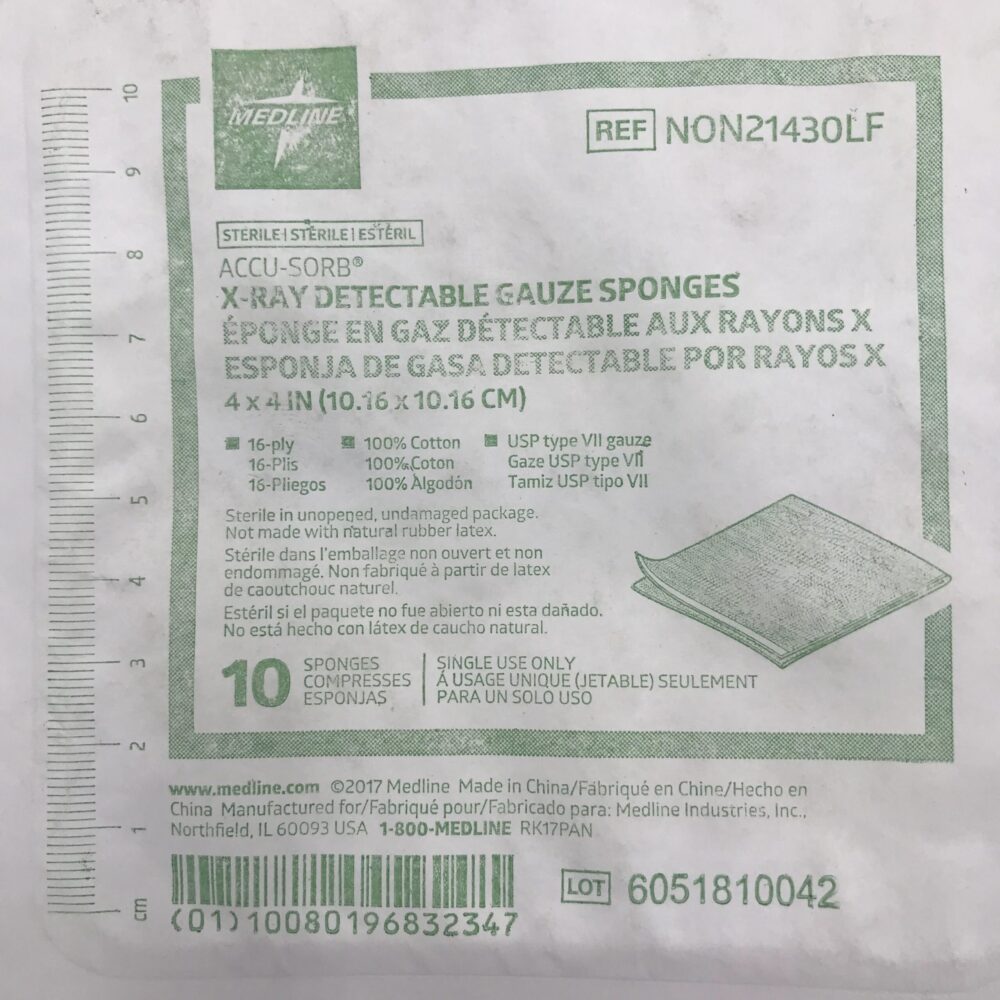 MEDLINE
REF NON21430LF
STERILE | STÉRILE | ESTÉRIL
ACCU-SORB®
X-RAY DETECTABLE GAUZE SPONGES
ÉPONGE EN GAZ DÉTECTABLE AUX RAYONS X
ESPONJA DE GASA DETECTABLE POR RAYOS X
4 x 4 IN (10.16 x 10.16 CM)
■ 16-ply ■ 100% Cotton ■ USP type VII gauze
16-Plis 100% Coton Gaze USP type VII
16-Pliegos 100% Algodón Tamiz USP tipo VII
Sterile in unopened, undamaged package.
Not made with natural rubber latex.
Stérile dans l'emballage non ouvert et non
endommagé. Non fabriqué à partir de latex
de caoutchouc naturel.
Estéril si el paquete no fue abierto ni esta dañado.
No está hecho con látex de caucho natural.
10
SPONGES
COMPRESSES
ESPONJAS
SINGLE USE ONLY
Á USAGE UNIQUE (JETABLE) SEULEMENT
PARA UN SOLO USO
www.medline.com ©2017 Medline Made in China/Fabriqué en Chine/Hecho en
China Manufactured for/Fabriqué pour/Fabricado para: Medline Industries, Inc.,
Northfield, IL 60093 USA 1-800-MEDLINE RK17PAN
(01)10080196832347
LOT 6051810042
10
9
8
7
6
5
4
3
2
1
cm